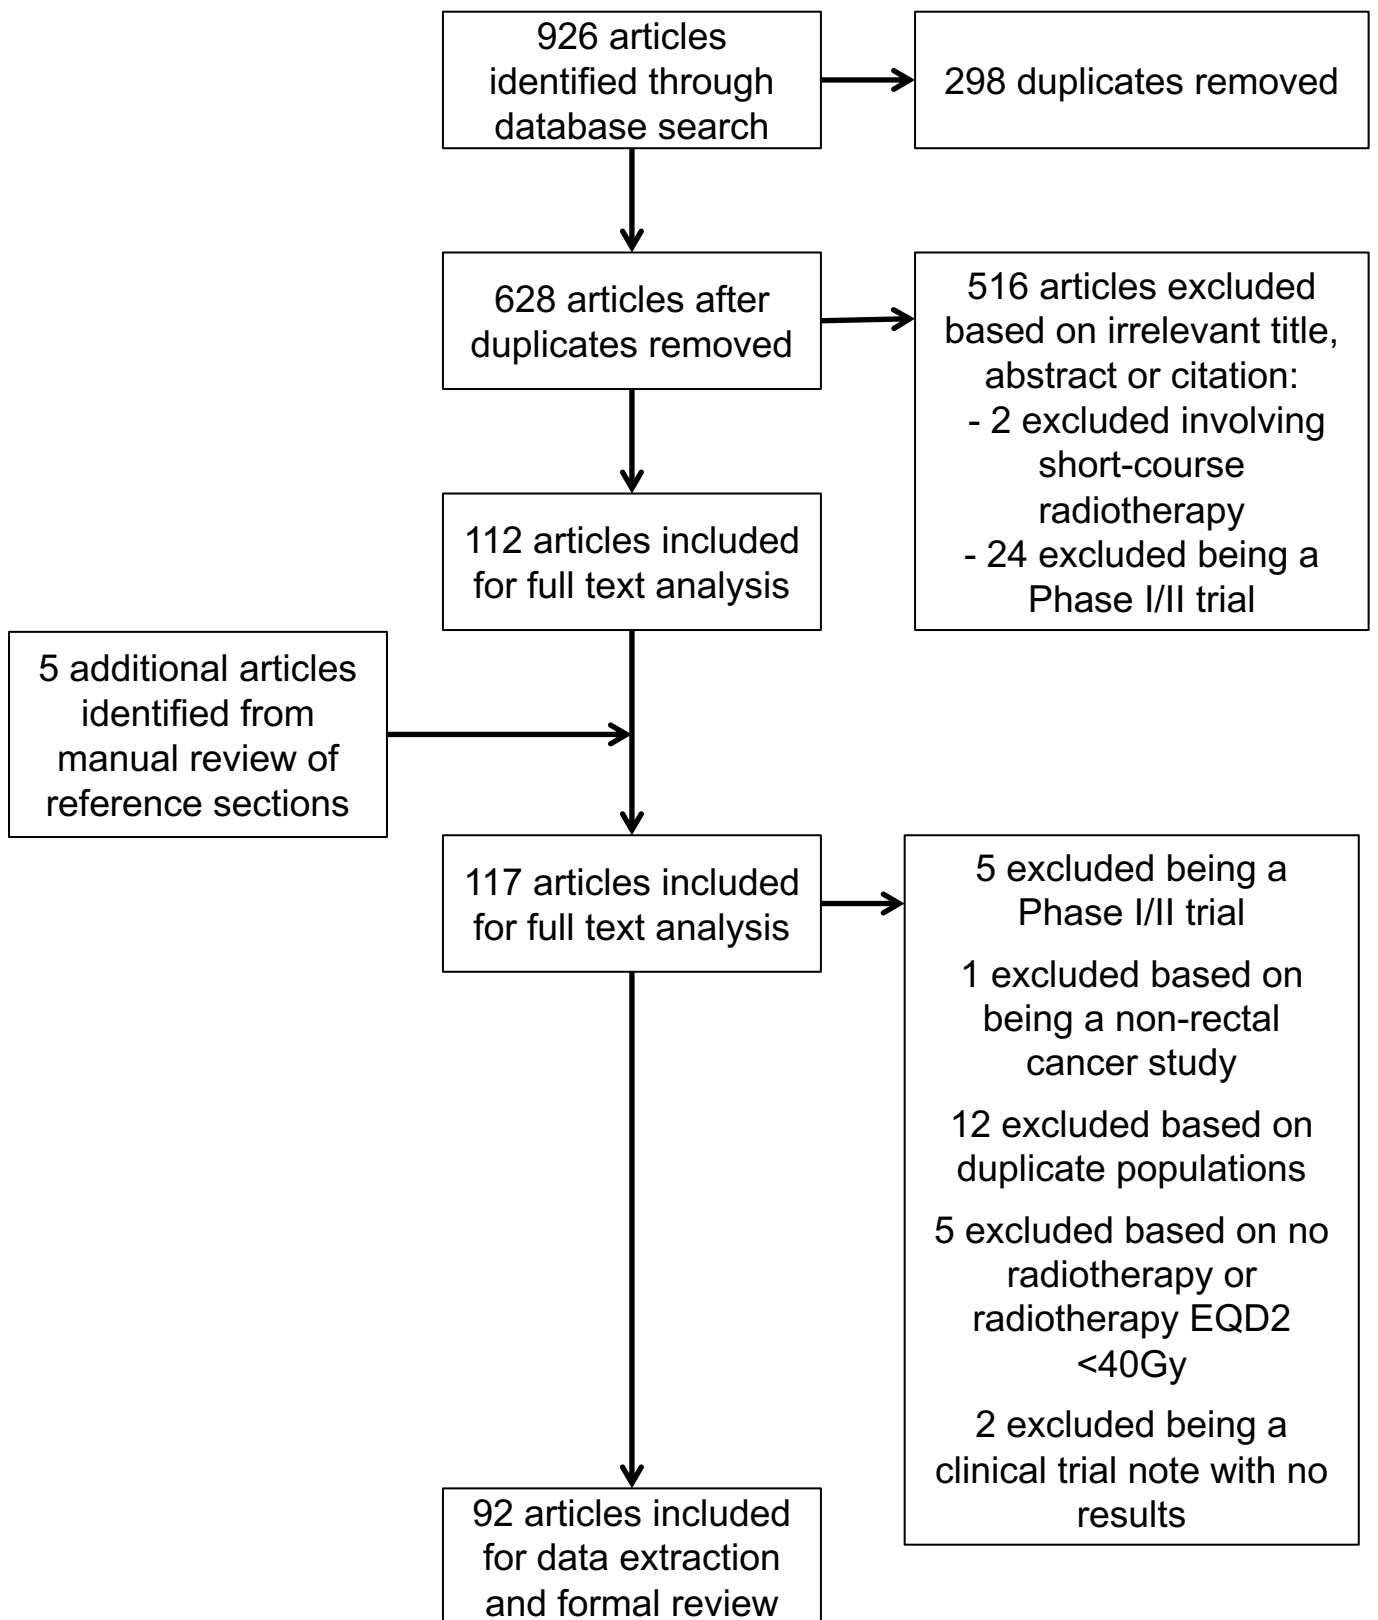 926 articles
identified through
database search
298 duplicates removed
628 articles after
duplicates removed
516 articles excluded
based on irrelevant title,
abstract or citation:
- 2 excluded involving
short-course
radiotherapy
- 24 excluded being a
Phase I/II trial
112 articles included
for full text analysis
5 additional articles
identified from
manual review of
reference sections
117 articles included
for full text analysis
5 excluded being a
Phase I/II trial
1 excluded based on
being a non-rectal
cancer study
12 excluded based on
duplicate populations
5 excluded based on no
radiotherapy or
radiotherapy EQD2
<40Gy
2 excluded being a
clinical trial note with no
results
92 articles included
for data extraction
and formal review